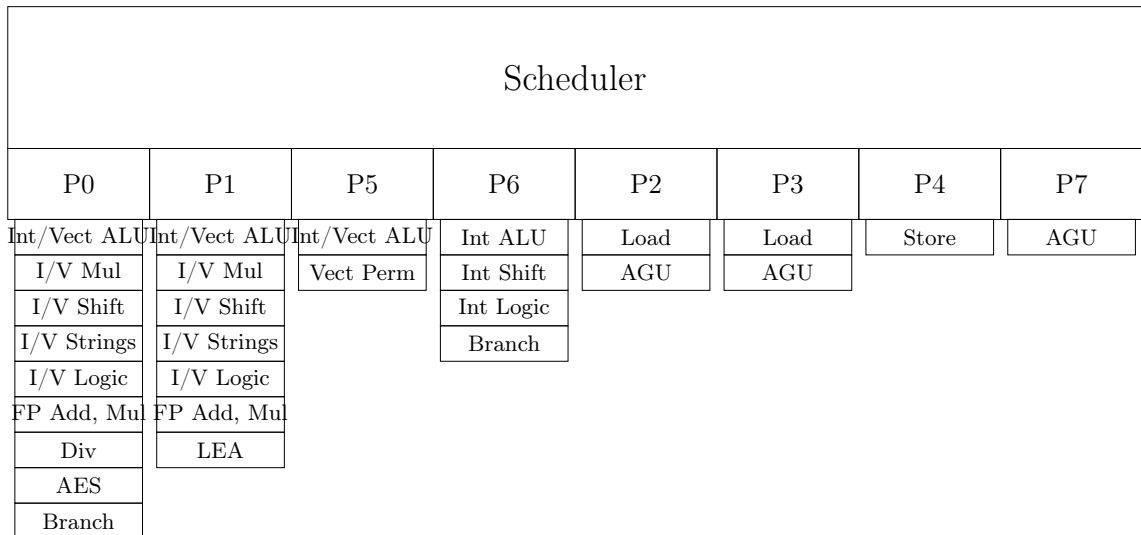 Scheduler
P0 P1 P5 P6 P2 P3 P4 P7
Int/Vect ALU Int/Vect ALU Int/Vect ALU Int ALU Load Load Store AGU
I/V Mul I/V Mul Vect Perm Int Shift AGU AGU
I/V Shift I/V Shift Int Logic
I/V Strings I/V Strings Branch
I/V Logic I/V Logic
FP Add, Mul FP Add, Mul
Div LEA
AES
Branch